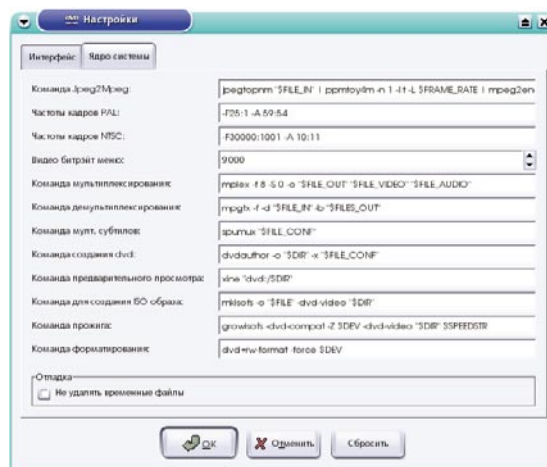 Настройки
Интерфейс Ядро системы
Команда Jpeg2Mpeg: jpegtopnm "$FILE_IN" | ppmtoy4m -n 1 -I t -L $FRAME_RATE | mpeg2en
Частоты кадров PAL: -F25:1 -A 59:54
Частоты кадров NTSC: -F30000:1001 -A 10:11
Видео битрэйт меню: 9000
Команда мультиплексирования: mplex -f 8 -S 0 -o "$FILE_OUT" "$FILE_VIDEO" "$FILE_AUDIO"
Команда демультиплексирования: mpgtx -f -d "$FILE_IN" -b "$FILES_OUT"
Команда мулт. субтилов: spumux "$FILE_CONF"
Команда создания dvd: dvdauthor -o "$DIR" -x "$FILE_CONF"
Команда предварительного просмотра: xine "dvd:/$DIR"
Команда для создания ISO образа: mkisofs -o "$FILE" -dvd-video "$DIR"
Команда прожига: growisofs -dvd-compat -Z $DEV -dvd-video "$DIR" $SPEEDSTR
Команда форматирования: dvd+rw-format -force $DEV
Отладка
Не удалять временные файлы
OK Отменить Сбросить